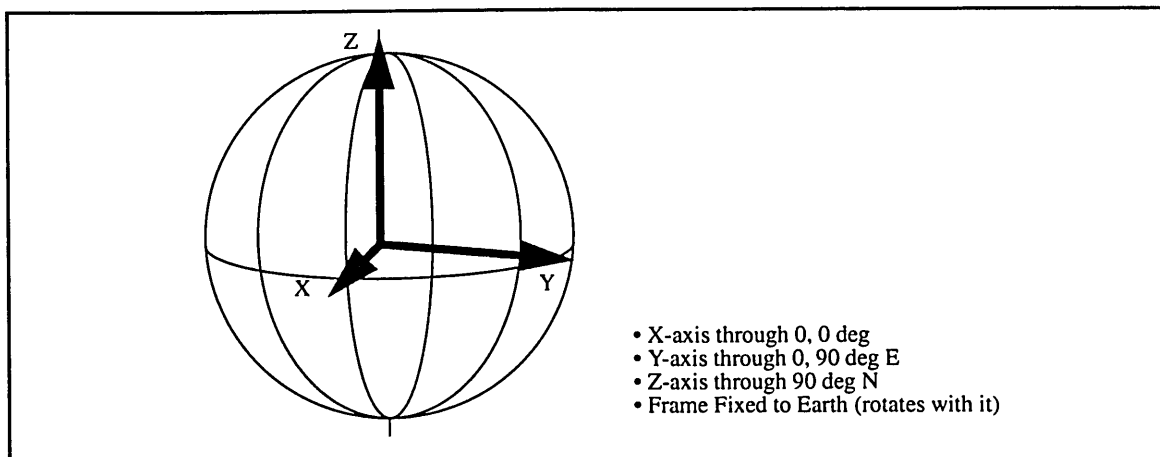 Z
X
Y
• X-axis through 0, 0 deg
• Y-axis through 0, 90 deg E
• Z-axis through 90 deg N
• Frame Fixed to Earth (rotates with it)